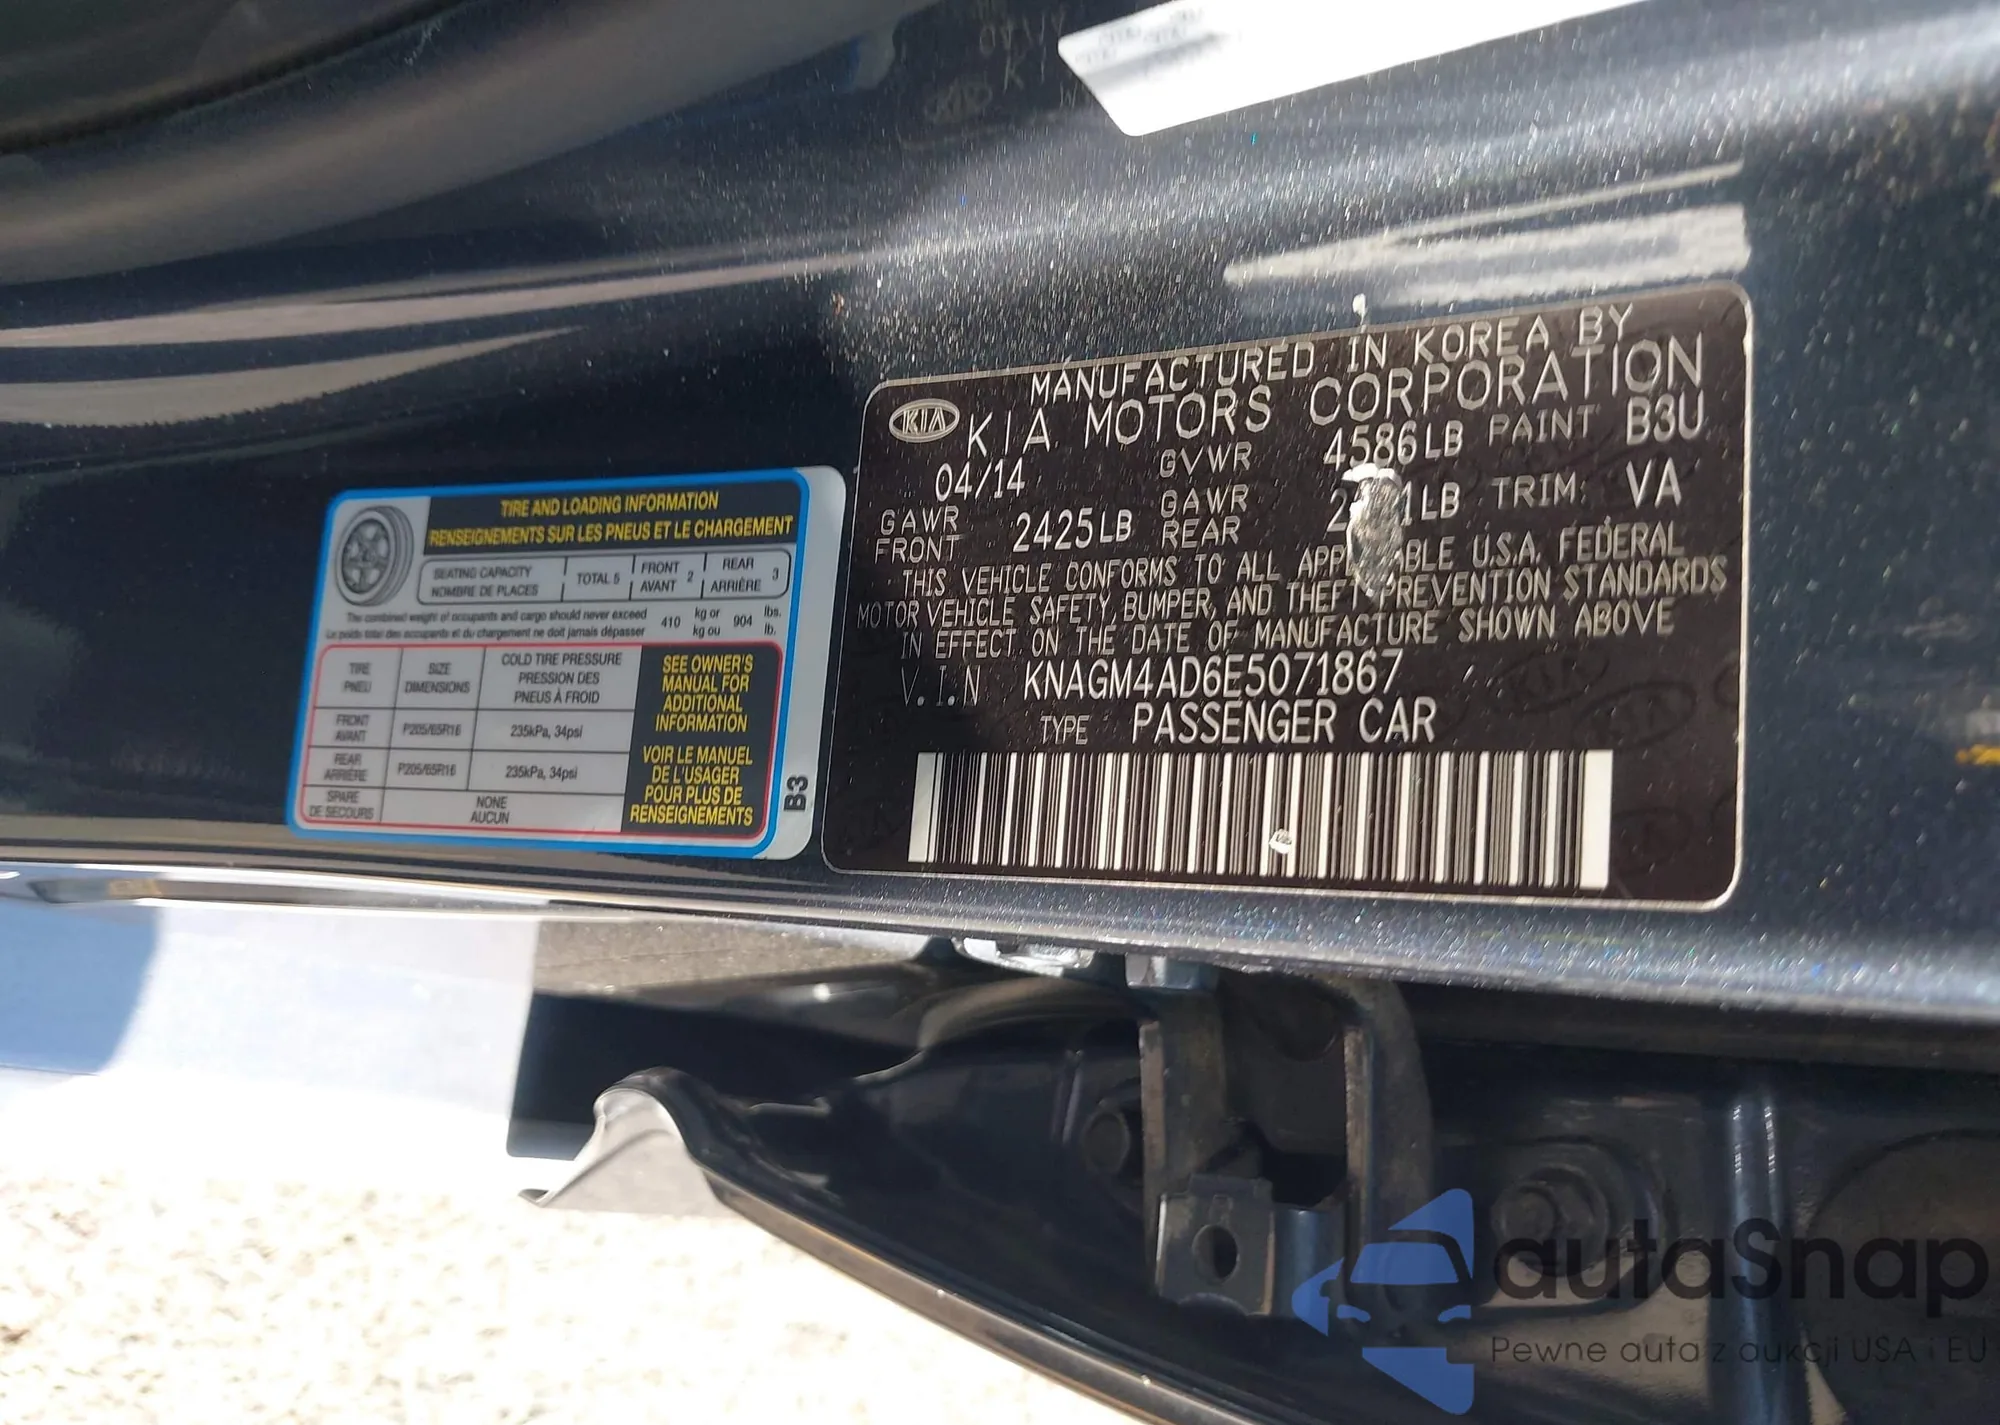 TIRE AND LOADING INFORMATION
RENSEIGNEMENTS SUR LES PNEUS ET LE CHARGEMENT
SEATING CAPACITY TOTAL 5 FRONT 2 REAR 3
NOMBRE DE PLACES AVANT ARRIÈRE
The combined weight of occupants and cargo should never exceed 410 kg or 904 lbs.
Le poids total des occupants et du chargement ne doit jamais dépasser kg ou lb.
TIRE SIZE COLD TIRE PRESSURE
PNEU DIMENSIONS PRESSION DES
PNEUS À FROID
FRONT P205/65R16 235kPa, 34psi
AVANT
REAR P205/65R16 235kPa, 34psi
ARRIÈRE
SPARE NONE
DE SECOURS AUCUN
SEE OWNER'S
MANUAL FOR
ADDITIONAL
INFORMATION
VOIR LE MANUEL
DE L'USAGER
POUR PLUS DE
RENSEIGNEMENTS
B3
MANUFACTURED IN KOREA BY
KIA KIA MOTORS CORPORATION
04/14 GVWR 4586LB PAINT B3U
GAWR FRONT 2425LB GAWR REAR LB TRIM: VA
THIS VEHICLE CONFORMS TO ALL U.S.A. FEDERAL
MOTOR VEHICLE SAFETY, BUMPER, AND THEFT PREVENTION STANDARDS
IN EFFECT ON THE DATE OF MANUFACTURE SHOWN ABOVE
V.I.N KNAGM4AD6E5071867
TYPE PASSENGER CAR
autaSnap
Pewne auta z aukcji USA i EU